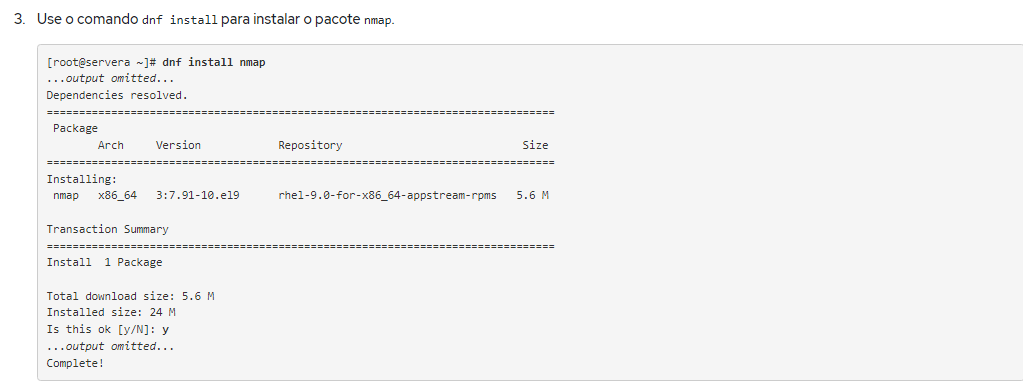 3. Use o comando dnf install para instalar o pacote nmap.
[root@servera ~]# dnf install nmap
...output omitted...
Dependencies resolved.
================================================================================
Package
Arch Version Repository Size
================================================================================
Installing:
nmap x86_64 3:7.91-10.el9 rhel-9.0-for-x86_64-appstream-rpms 5.6 M
Transaction Summary
================================================================================
Install 1 Package
Total download size: 5.6 M
Installed size: 24 M
Is this ok [y/N]: y
...output omitted...
Complete!